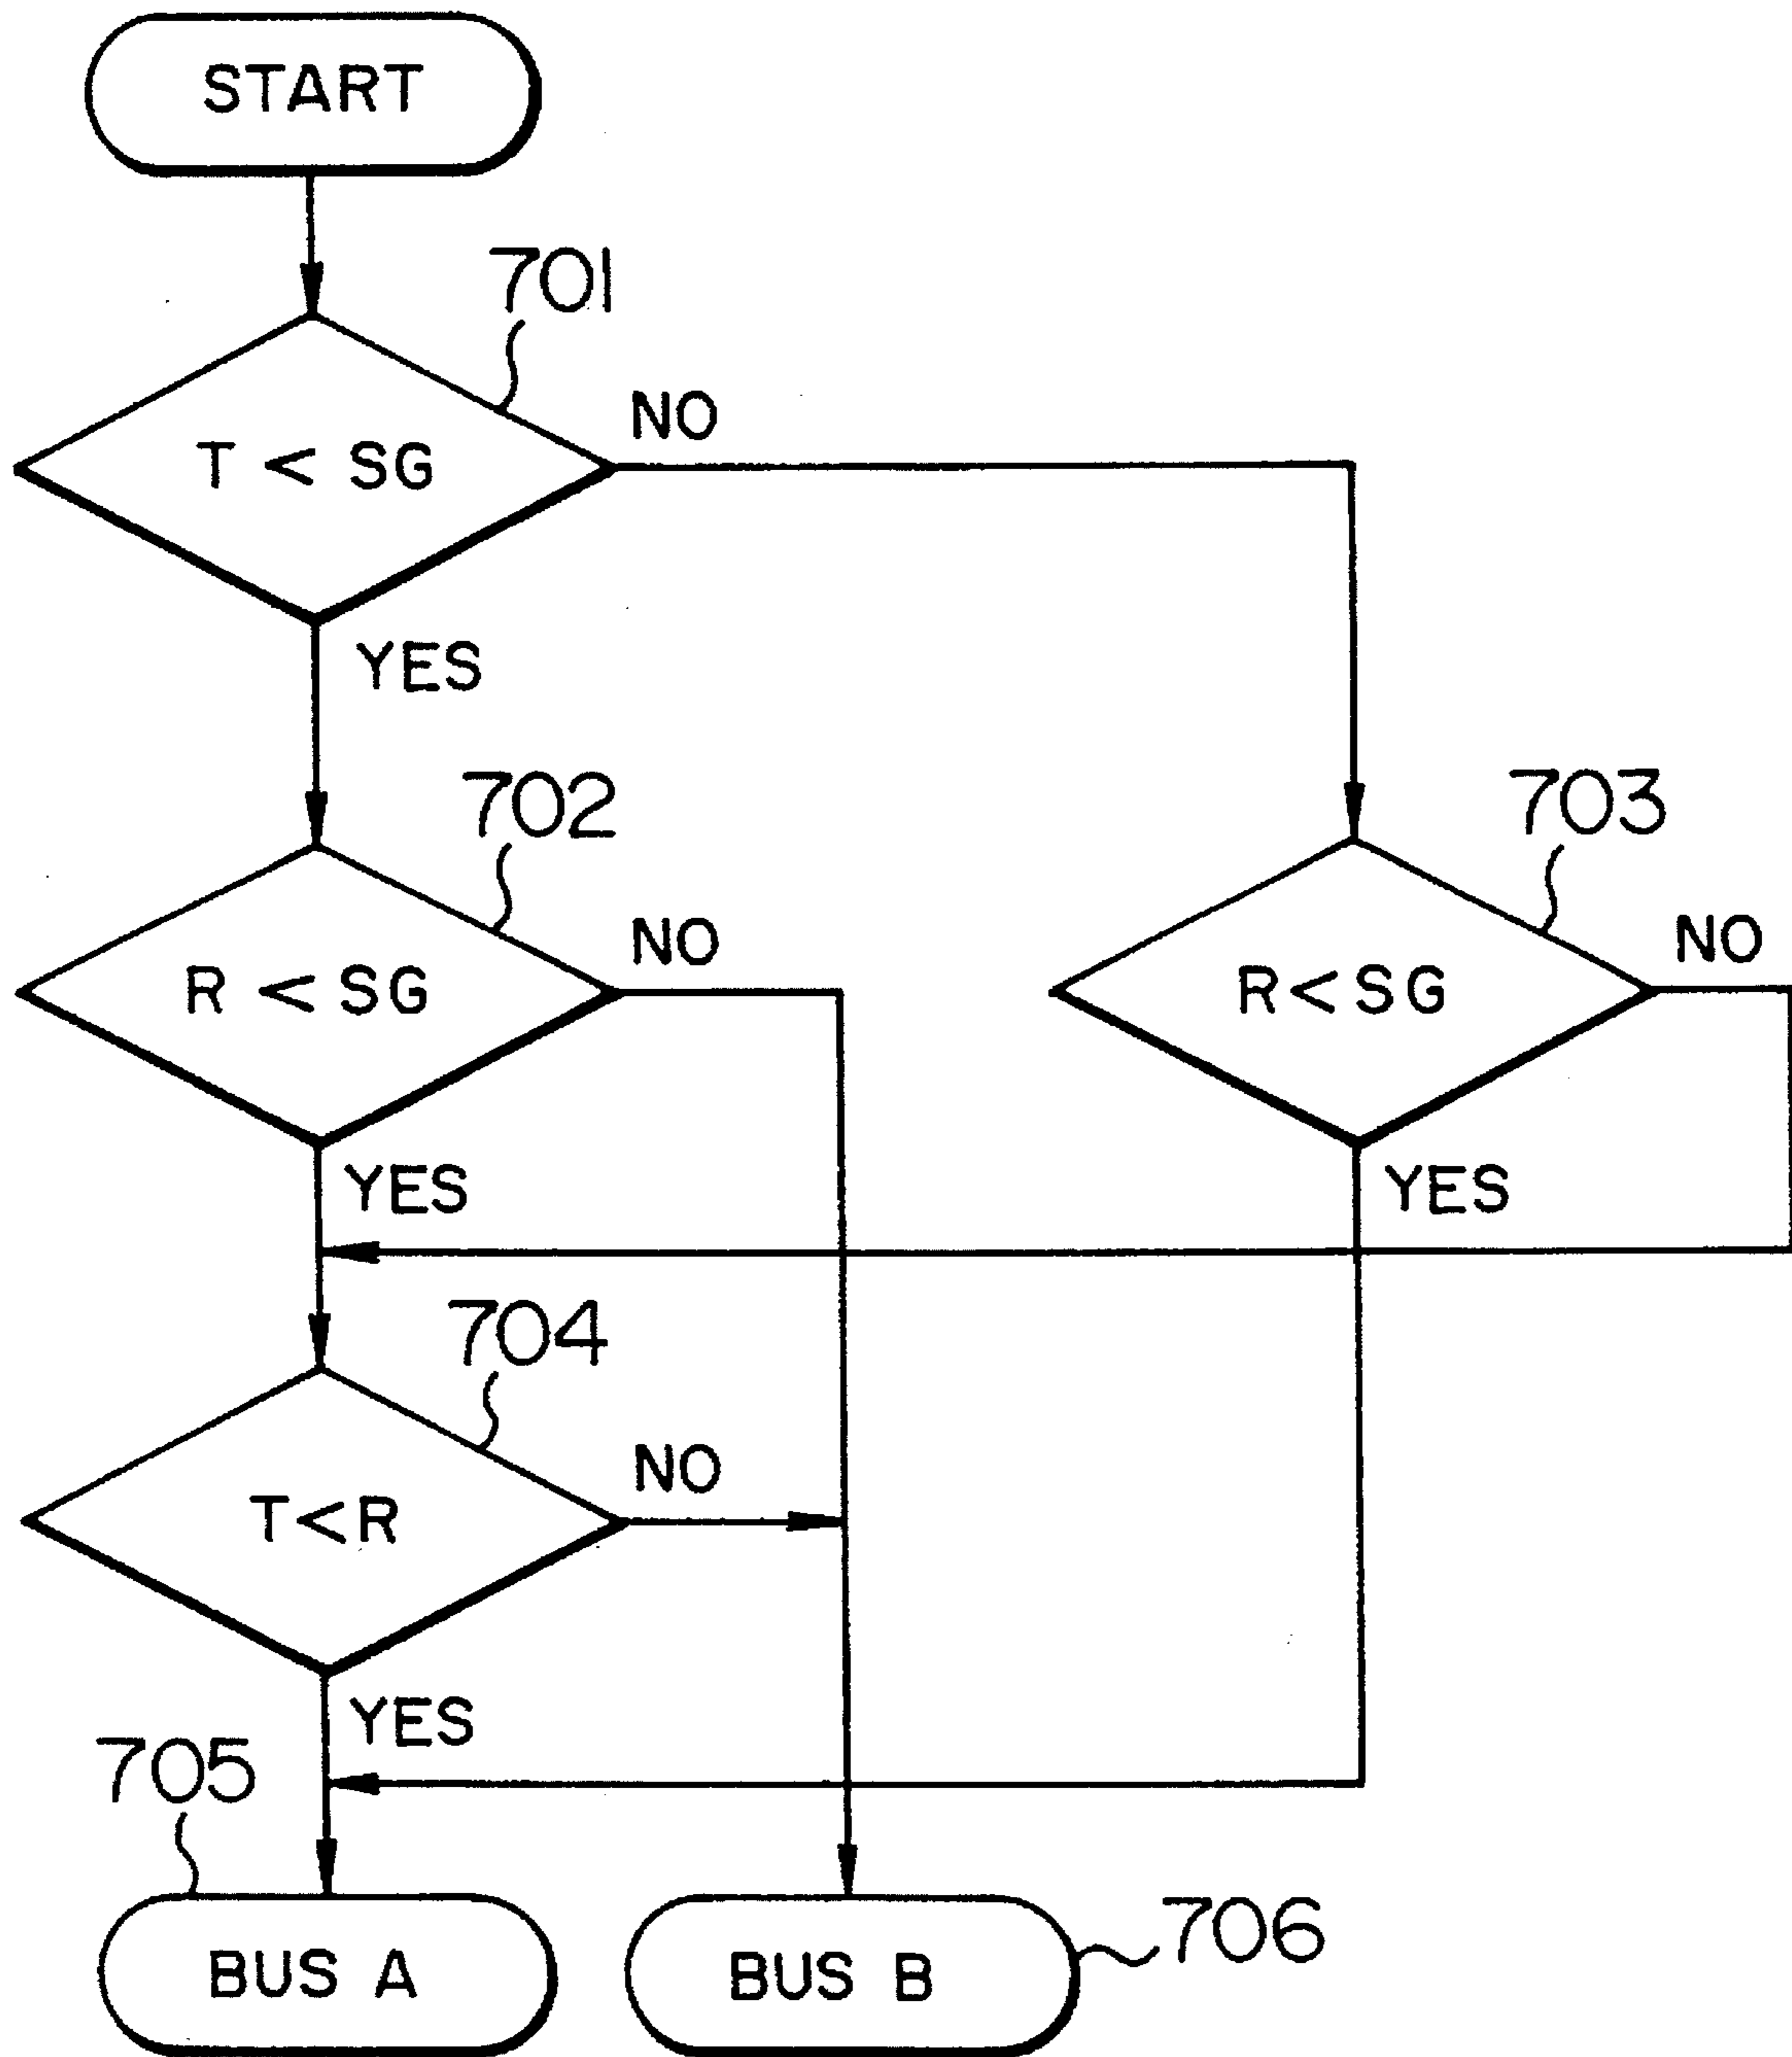 START
701
T < SG
NO
YES
702
703
R < SG
NO
R < SG
NO
YES
YES
704
T < R
NO
YES
705
BUS A
BUS B
706